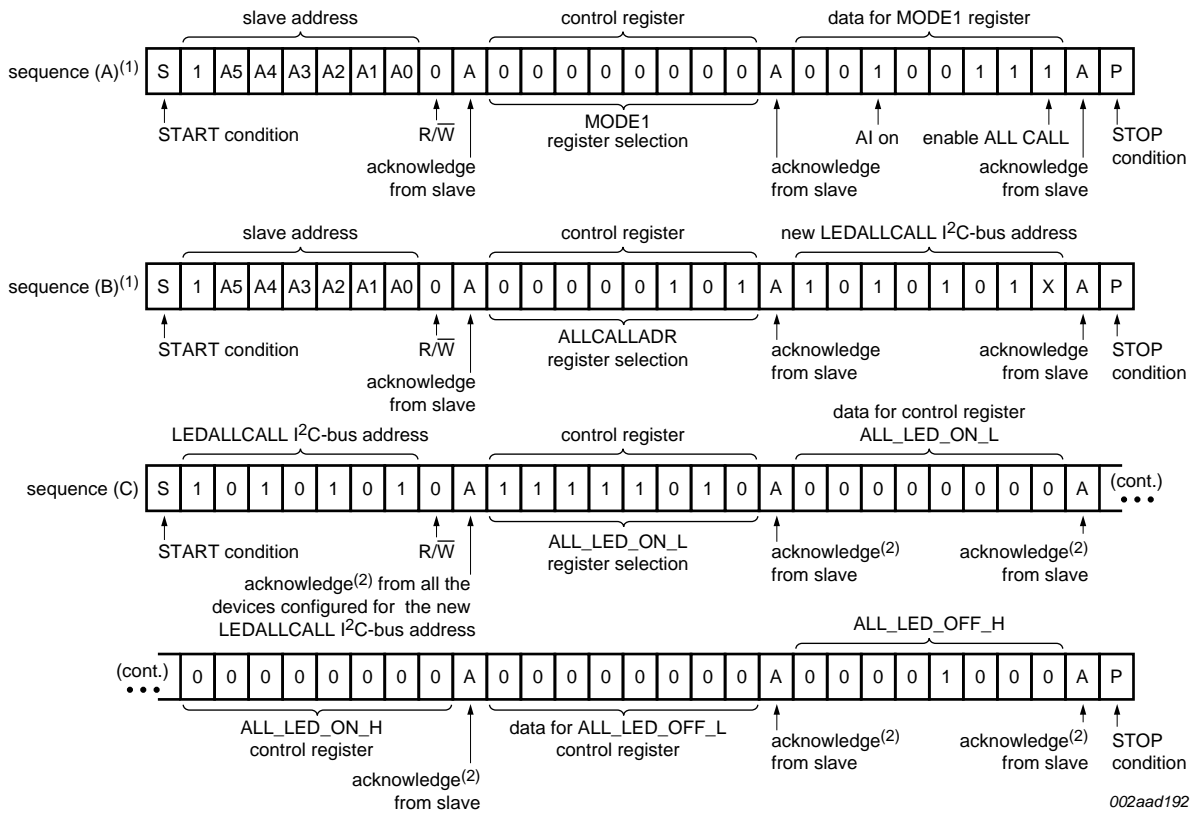 slave address control register data for MODE1 register
sequence (A)(1) S 1 A5 A4 A3 A2 A1 A0 0 A 0 0 0 0 0 0 0 0 A 0 0 1 0 0 1 1 1 A P
START condition R/W MODE1 register selection AI on enable ALL CALL STOP condition
acknowledge from slave acknowledge from slave acknowledge from slave
slave address control register new LEDALLCALL I2C-bus address
sequence (B)(1) S 1 A5 A4 A3 A2 A1 A0 0 A 0 0 0 0 0 1 0 1 A 1 0 1 0 1 0 1 X A P
START condition R/W ALLCALLADR register selection acknowledge from slave acknowledge from slave STOP condition
acknowledge from slave
LEDALLCALL I2C-bus address control register data for control register ALL_LED_ON_L
sequence (C) S 1 0 1 0 1 0 1 0 A 1 1 1 1 1 0 1 0 A 0 0 0 0 0 0 0 0 A (cont.)
START condition R/W ALL_LED_ON_L register selection acknowledge(2) from slave acknowledge(2) from slave
acknowledge(2) from all the
devices configured for the new
LEDALLCALL I2C-bus address
ALL_LED_OFF_H
(cont.) 0 0 0 0 0 0 0 0 A 0 0 0 0 0 0 0 0 A 0 0 0 0 1 0 0 0 A P
ALL_LED_ON_H control register data for ALL_LED_OFF_L control register acknowledge(2) from slave acknowledge(2) from slave STOP condition
acknowledge(2) from slave
002aad192